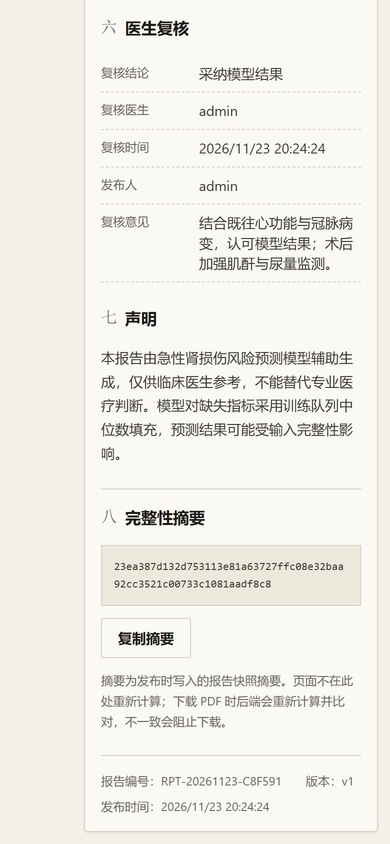 六 医生复核
复核结论 采纳模型结果
复核医生 admin
复核时间 2026/11/23 20:24:24
发布人 admin
复核意见 结合既往心功能与冠脉病
变，认可模型结果；术后
加强肌酐与尿量监测。
七 声明
本报告由急性肾损伤风险预测模型辅助生
成，仅供临床医生参考，不能替代专业医
疗判断。模型对缺失指标采用训练队列中
位数填充，预测结果可能受输入完整性影
响。
八 完整性摘要
23ea387d132d753113e81a63727ffc08e32baa
92cc3521c00733c1081aadf8c8
复制摘要
摘要为发布时写入的报告快照摘要。页面不在此
处重新计算；下载 PDF 时后端会重新计算并比
对，不一致会阻止下载。
报告编号：RPT-20261123-C8F591 版本：v1
发布时间：2026/11/23 20:24:24